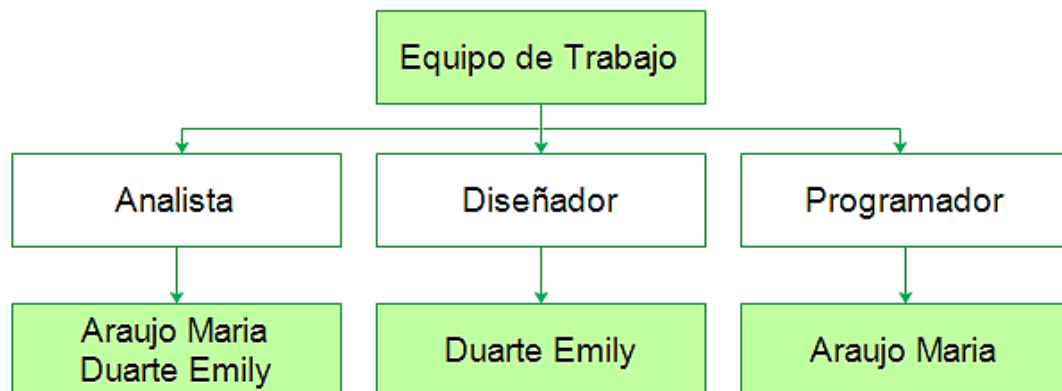 Equipo de Trabajo
Analista
Diseñador
Programador
Araujo Maria
Duarte Emily
Duarte Emily
Araujo Maria